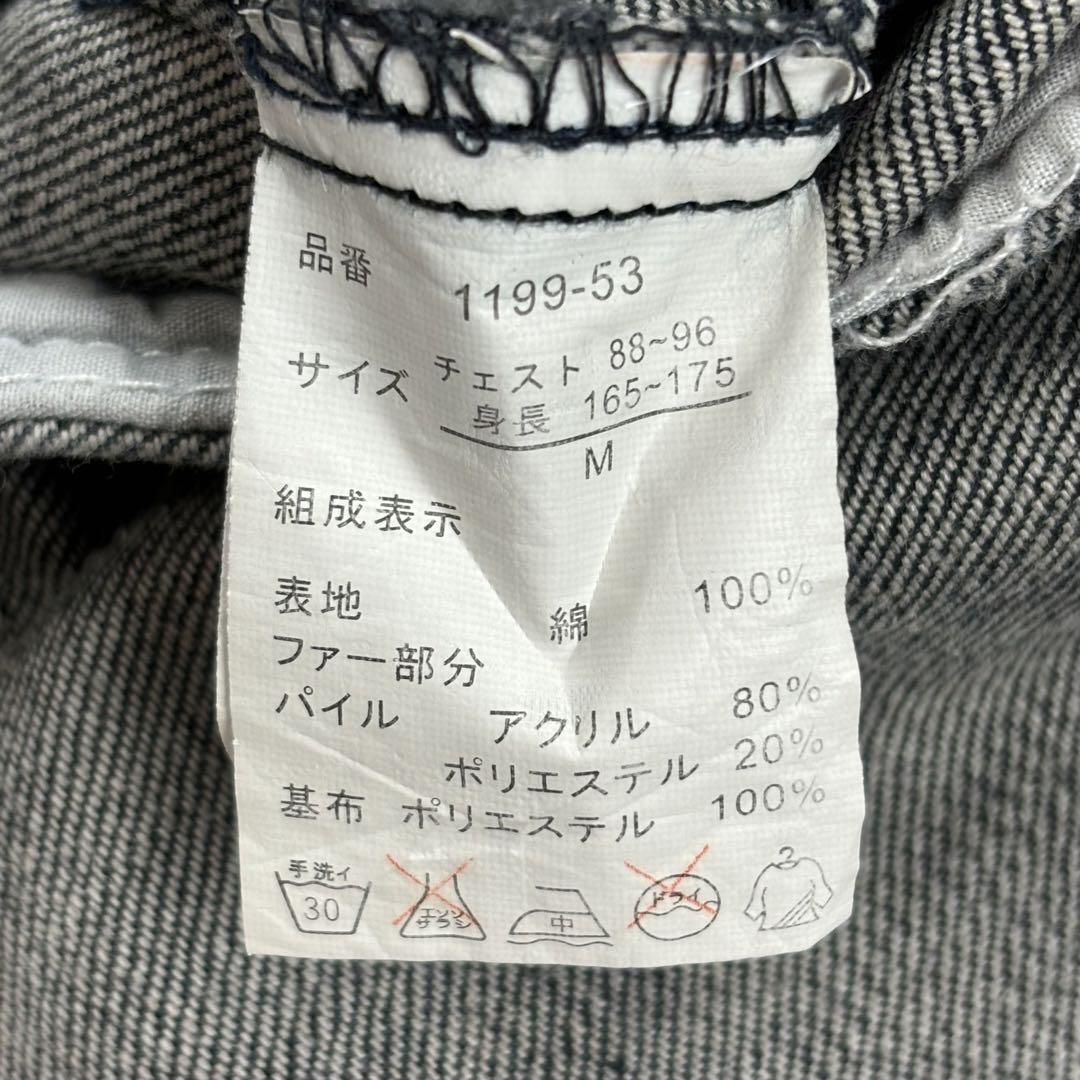 品番 1199-53
サイズ チェスト 88~96
身長 165~175
M
組成表示
表地 綿 100%
ファー部分
パイル アクリル 80%
ポリエステル 20%
基布 ポリエステル 100%
手洗イ
30
エンソ
サラシ
中
ドライ